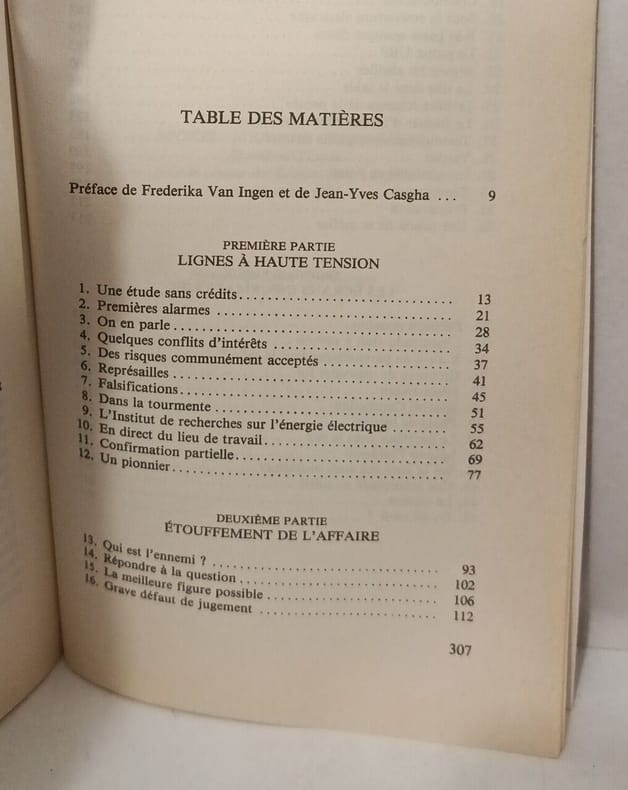 TABLE DES MATIÈRES
Préface de Frederika Van Ingen et de Jean-Yves Casgha ... 9
PREMIÈRE PARTIE
LIGNES À HAUTE TENSION
1. Une étude sans crédits 13
2. Premières alarmes 21
3. On en parle 28
4. Quelques conflits d'intérêts 34
5. Des risques communément acceptés 37
6. Représailles 41
7. Falsifications 45
8. Dans la tourmente 51
9. L'Institut de recherches sur l'énergie électrique 55
10. En direct du lieu de travail 62
11. Confirmation partielle 69
12. Un pionnier 77
DEUXIÈME PARTIE
ÉTOUFFEMENT DE L'AFFAIRE
13. Qui est l'ennemi ? 93
14. Répondre à la question 102
15. La meilleure figure possible 106
16. Grave défaut de jugement 112
307